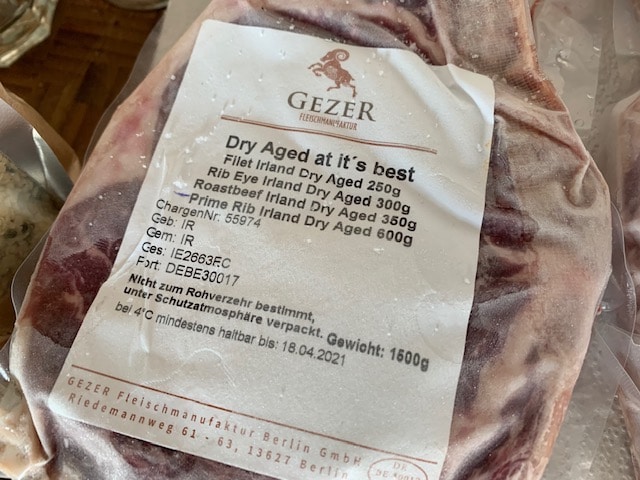 GEZER
FLEISCHMANUFAKTUR
Dry Aged at it´s best
Filet Irland Dry Aged 250g
Rib Eye Irland Dry Aged 300g
Roastbeef Irland Dry Aged 350g
Prime Rib Irland Dry Aged 600g
ChargenNr: 55974
Geb: IR
Gem: IR
Ges: IE2663EC
Fort: DEBE30017
Nicht zum Rohverzehr bestimmt,
unter Schutzatmosphäre verpackt. Gewicht: 1500g
bei 4°C mindestens haltbar bis: 18.04.2021
GEZER Fleischmanufaktur Berlin GmbH
Riedemannweg 61 - 63, 13627 Berlin
DE